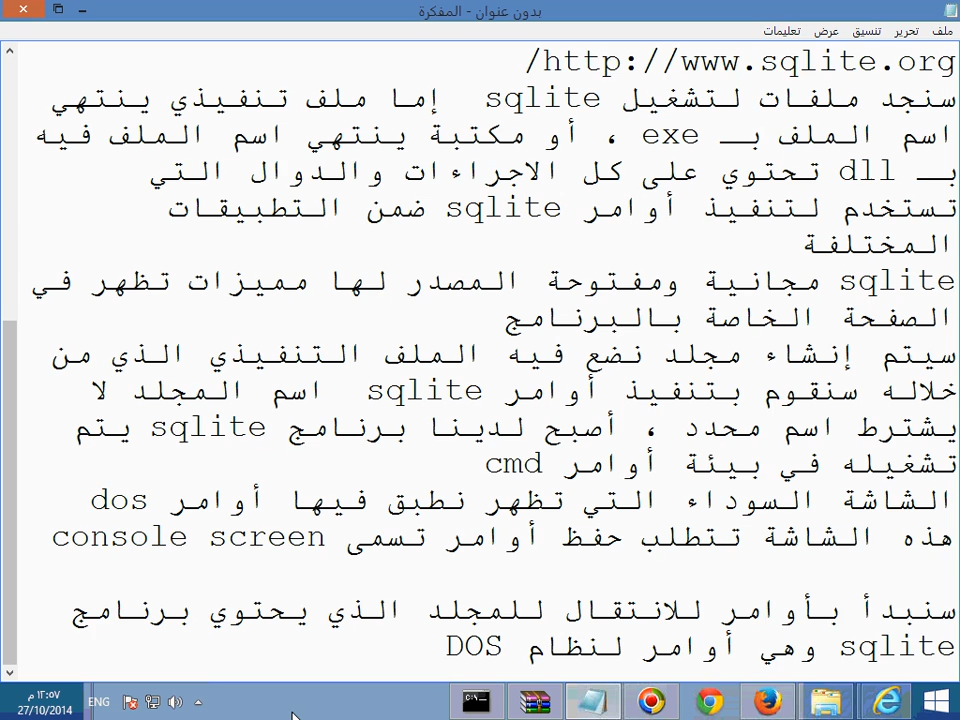 بدون عنوان - المفكرة
ملف تحرير تنسيق عرض تعليمات
http://www.sqlite.org/
سنجد ملفات لتشغيل sqlite إما ملف تنفيذي ينتهي
اسم الملف بـ exe ، أو مكتبة ينتهي اسم الملف فيه
بـ dll تحتوي على كل الاجراءات والدوال التي
تستخدم لتنفيذ أوامر sqlite ضمن التطبيقات
المختلفة
sqlite مجانية ومفتوحة المصدر لها مميزات تظهر في
الصفحة الخاصة بالبرنامج
سيتم إنشاء مجلد نضع فيه الملف التنفيذي الذي من
خلاله سنقوم بتنفيذ أوامر sqlite اسم المجلد لا
يشترط اسم محدد ، أصبح لدينا برنامج sqlite يتم
تشغيله في بيئة أوامر cmd
الشاشة السوداء التي تظهر نطبق فيها أوامر dos
هذه الشاشة تتطلب حفظ أوامر تسمى console screen
سنبدأ بأوامر للانتقال للمجلد الذي يحتوي برنامج
sqlite وهي أوامر لنظام DOS
ENG
١٢:٥٧ م
27/10/2014
C:\